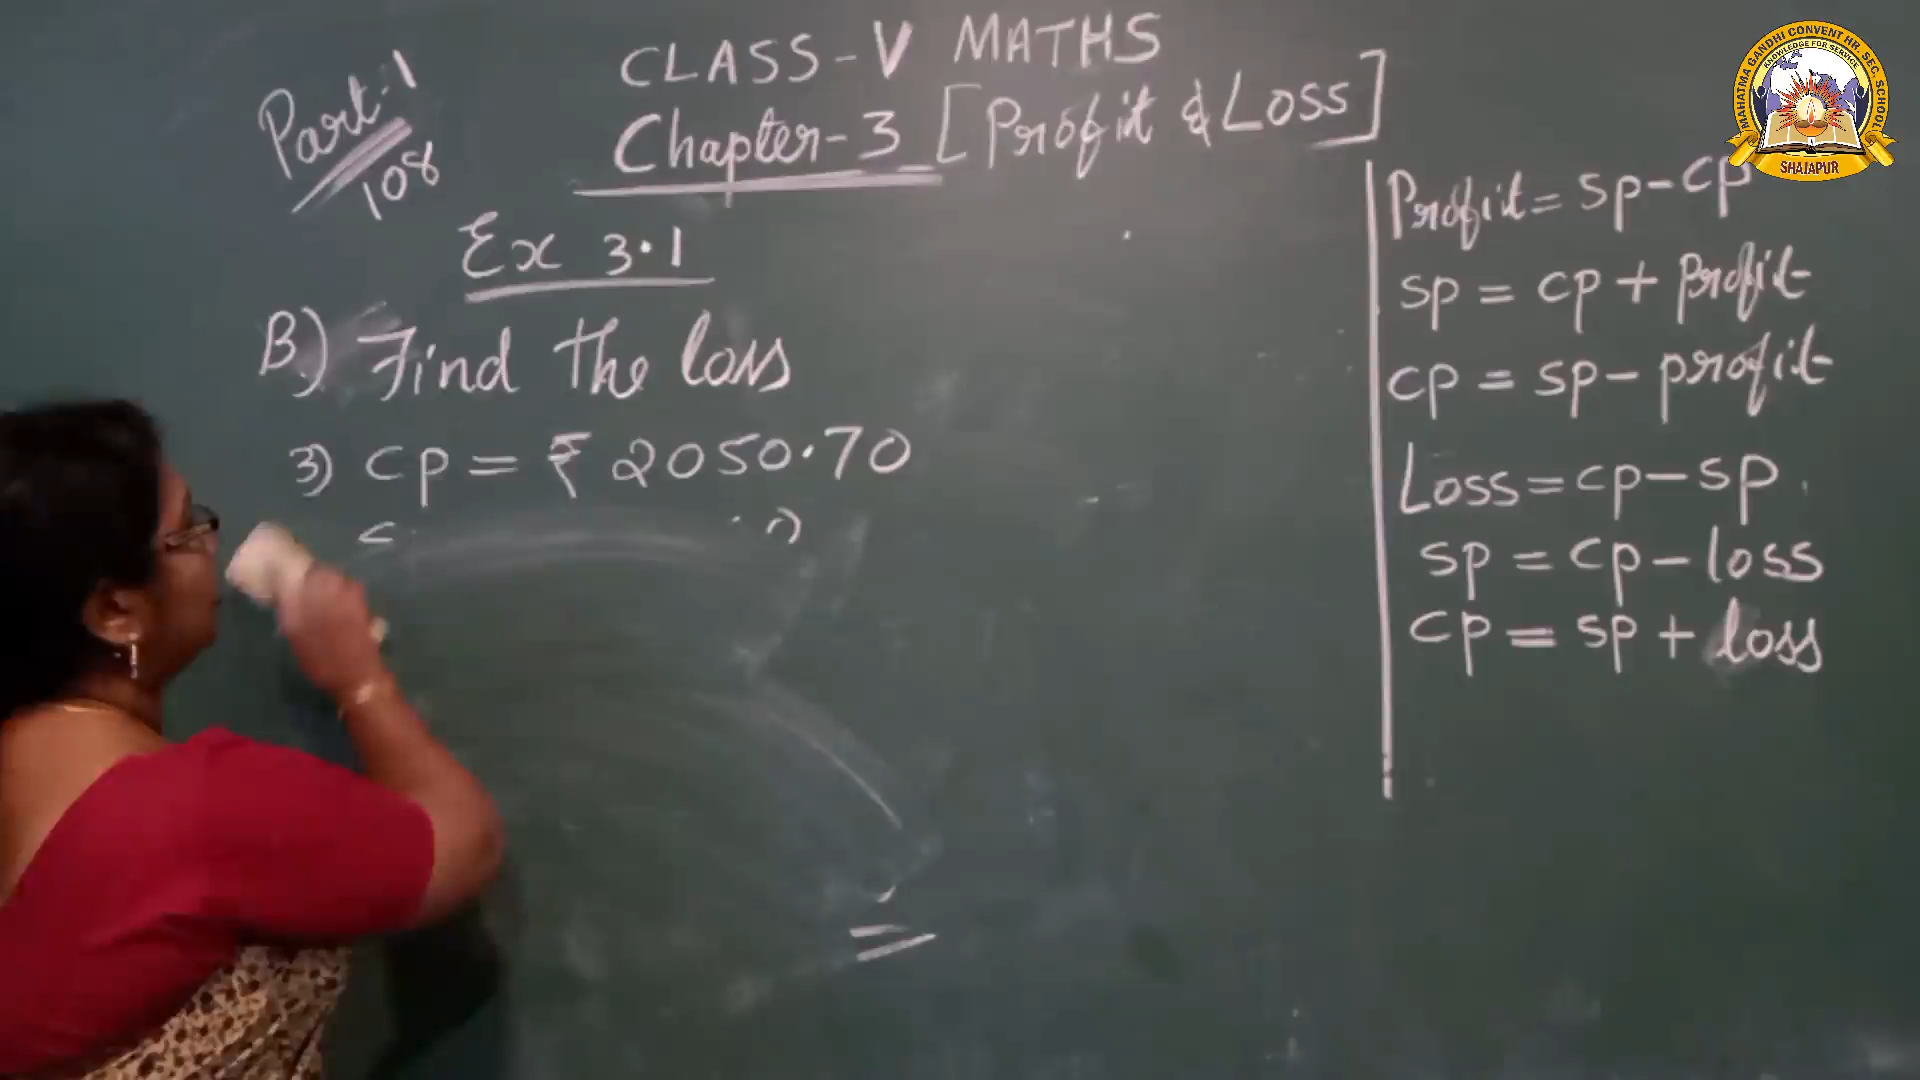 Part-1
108
CLASS-V MATHS
Chapter-3 [Profit & Loss]
Ex 3.1
B) Find the loss
3) CP = ₹ 2050.70
Profit = SP - CP
SP = CP + Profit
CP = SP - profit
Loss = CP - SP
SP = CP - loss
CP = SP + loss
MAHATMA GANDHI CONVENT HR. SEC. SCHOOL
KNOWLEDGE FOR SERVICE
SHAJAPUR